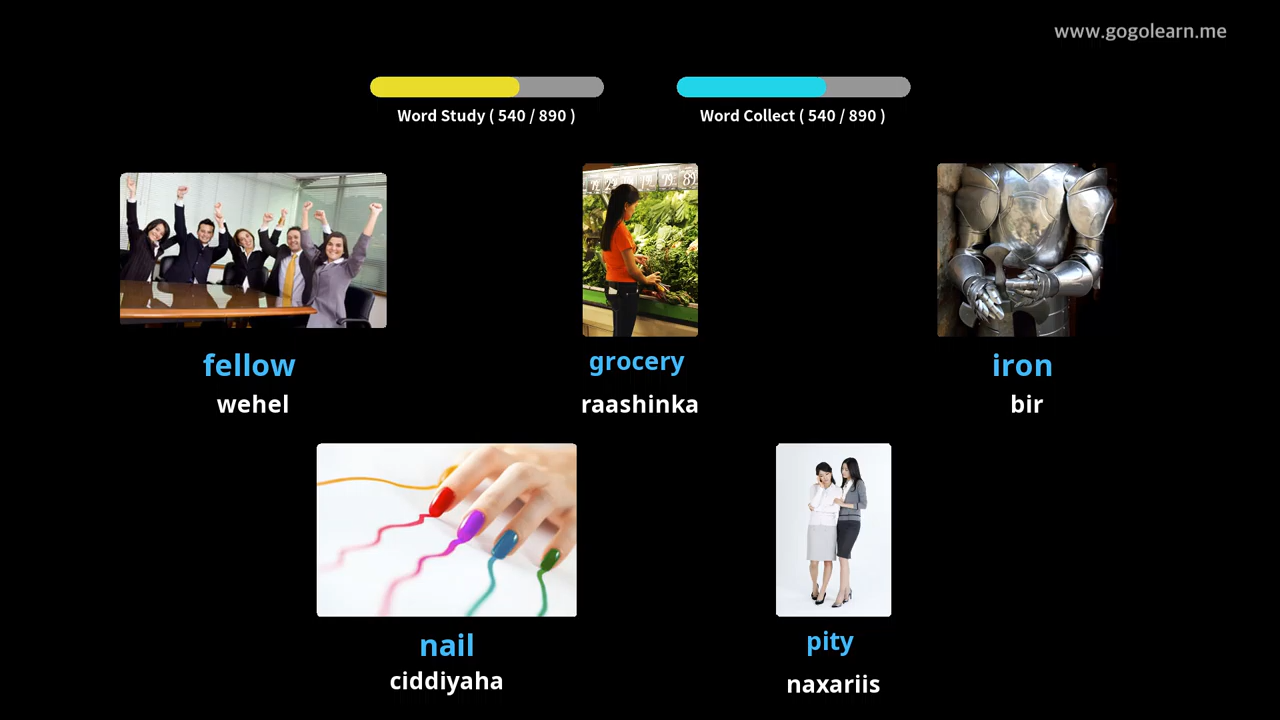 www.gogolearn.me
Word Study ( 540 / 890 )
Word Collect ( 540 / 890 )
fellow
wehel
grocery
raashinka
iron
bir
nail
ciddiyaha
pity
naxariis